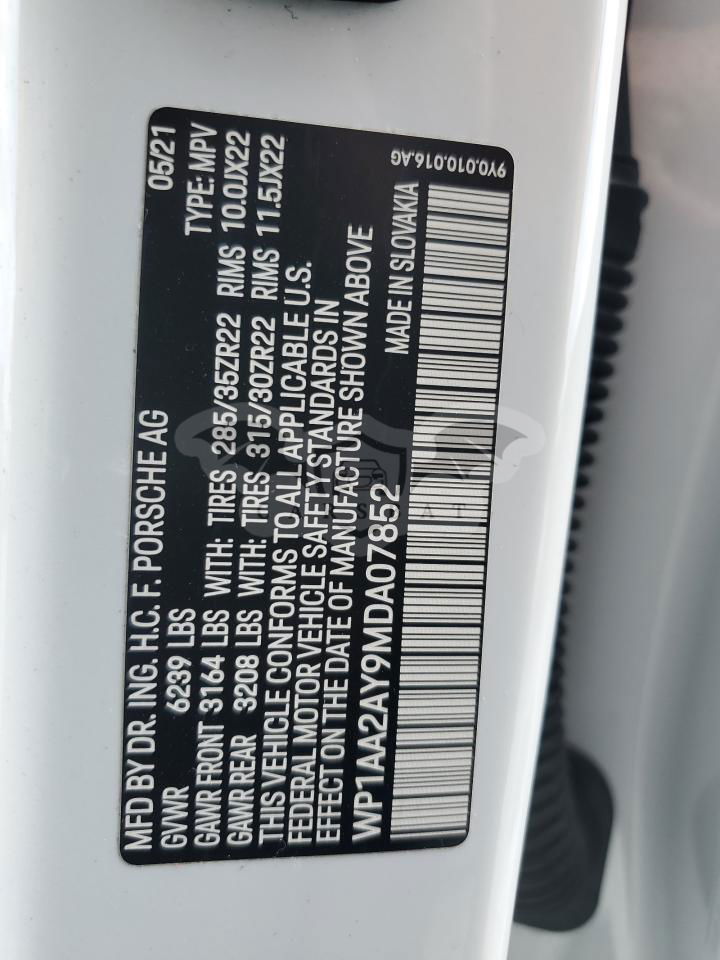 MFD BY DR. ING. H.C. F. PORSCHE AG 05/21
GVWR 6239 LBS TYPE: MPV
GAWR FRONT 3164 LBS WITH: TIRES 285/35ZR22 RIMS 10.0JX22
GAWR REAR 3208 LBS WITH: TIRES 315/30ZR22 RIMS 11.5JX22
THIS VEHICLE CONFORMS TO ALL APPLICABLE U.S.
FEDERAL MOTOR VEHICLE SAFETY STANDARDS IN
EFFECT ON THE DATE OF MANUFACTURE SHOWN ABOVE
WP1AA2AY9MDA07852
MADE IN SLOVAKIA
9Y0.010.016.AG